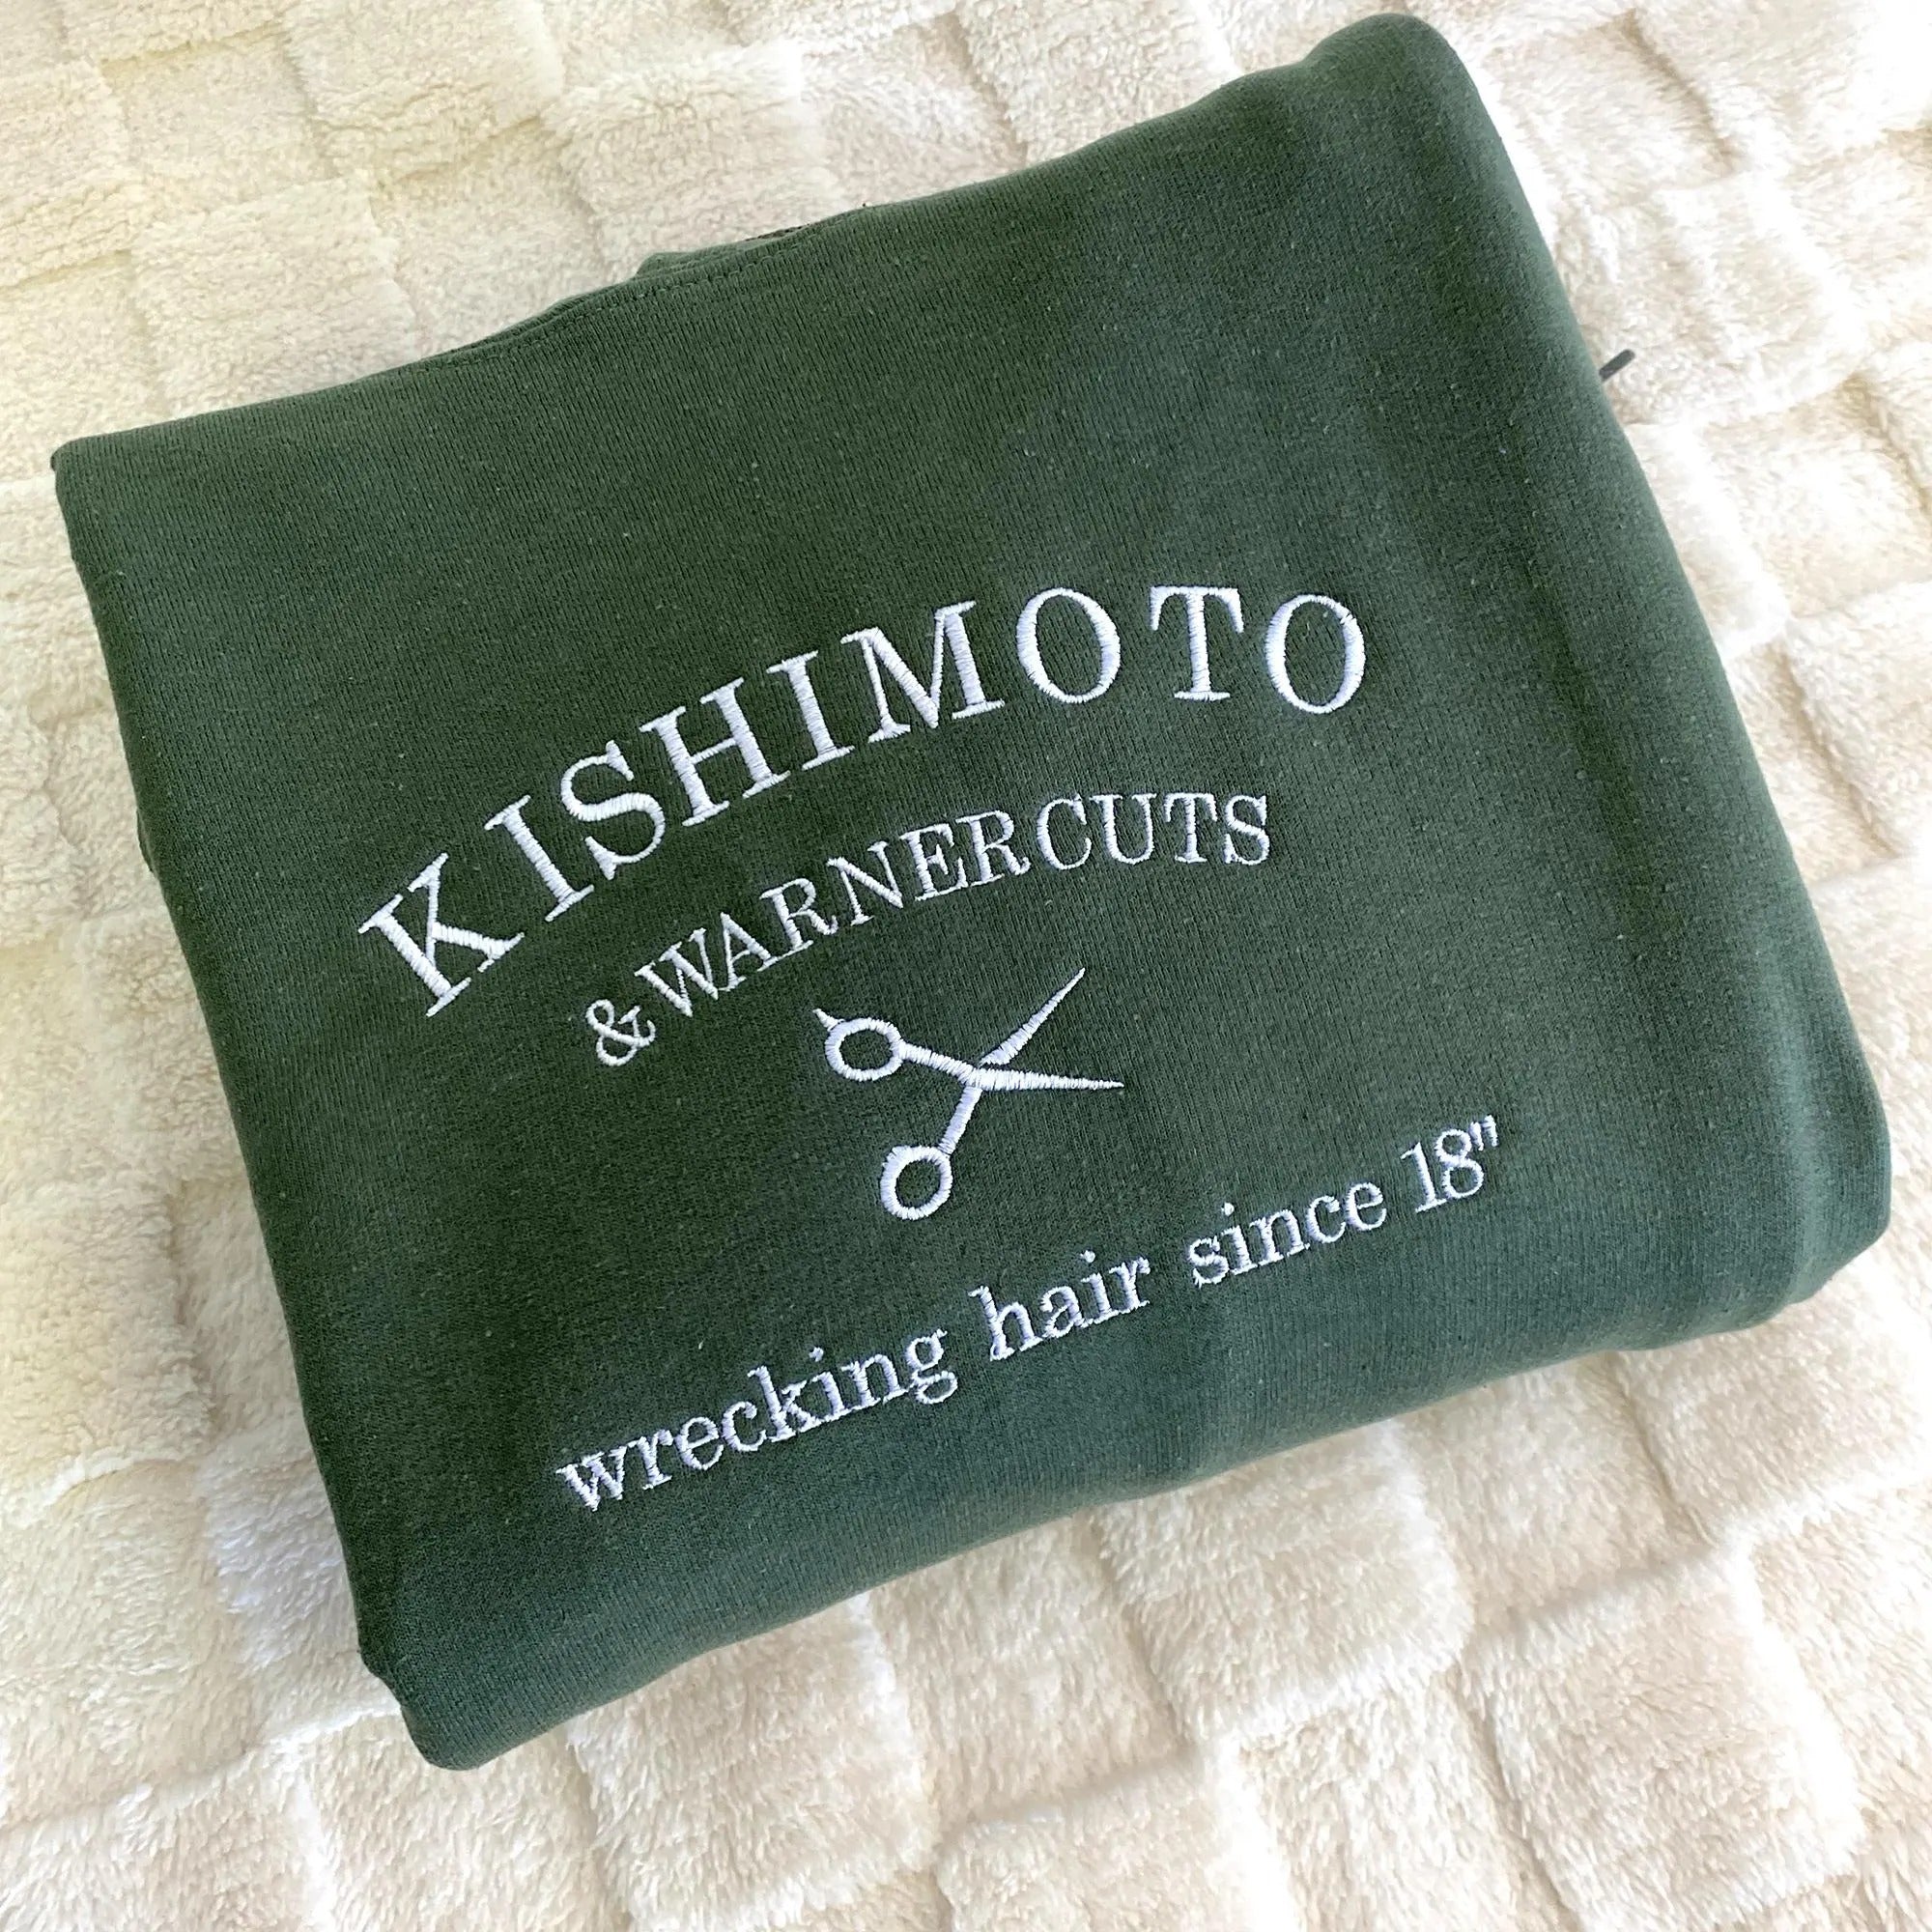 KISHIMOTO
& WARNERCUTS
wrecking hair since 18"